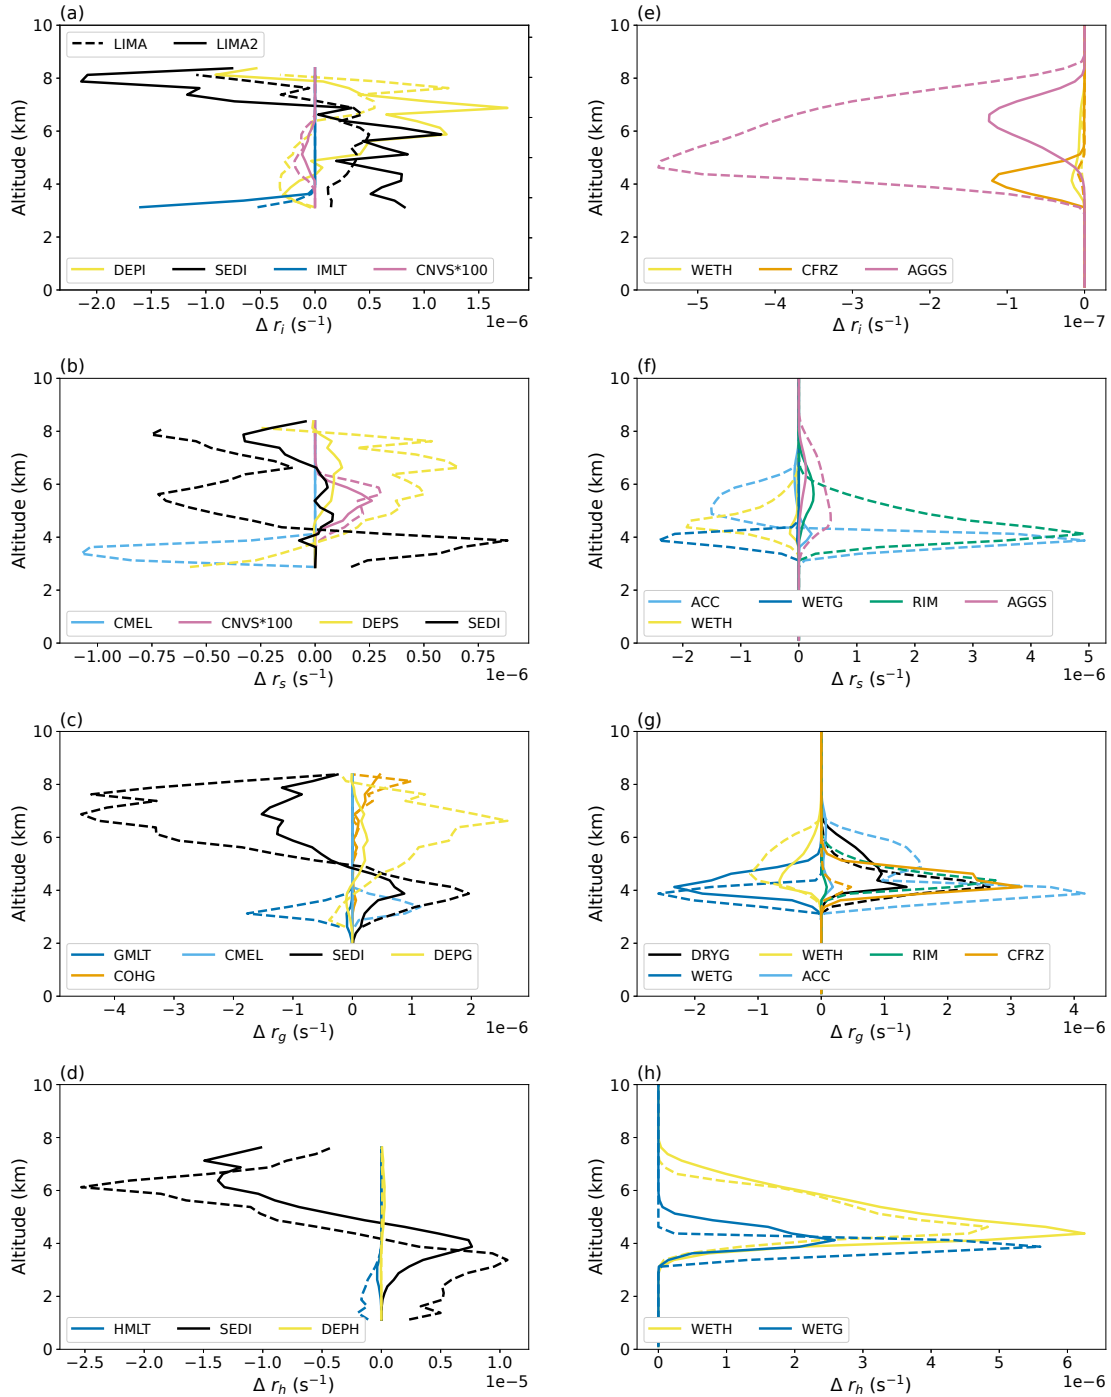 (a)
10
8
6
4
2
0
Altitude (km)
LIMA LIMA2
DEPI SEDI IMLT CNVS*100
−2.0 −1.5 −1.0 −0.5 0.0 0.5 1.0 1.5
1e−6
Δ r_i (s⁻¹)
(e)
10
8
6
4
2
0
Altitude (km)
WETH CFRZ AGGS
−5 −4 −3 −2 −1 0
1e−7
Δ r_i (s⁻¹)
(b)
10
8
6
4
2
0
Altitude (km)
CMEL CNVS*100 DEPS SEDI
−1.00 −0.75 −0.50 −0.25 0.00 0.25 0.50 0.75
1e−6
Δ r_s (s⁻¹)
(f)
10
8
6
4
2
0
Altitude (km)
ACC WETG RIM AGGS
WETH
−2 −1 0 1 2 3 4 5
1e−6
Δ r_s (s⁻¹)
(c)
10
8
6
4
2
0
Altitude (km)
GMLT CMEL SEDI DEPG
COHG
−4 −3 −2 −1 0 1 2
1e−6
Δ r_g (s⁻¹)
(g)
10
8
6
4
2
0
Altitude (km)
DRYG WETH RIM CFRZ
WETG ACC
−2 −1 0 1 2 3 4
1e−6
Δ r_g (s⁻¹)
(d)
10
8
6
4
2
0
Altitude (km)
HMLT SEDI DEPH
−2.5 −2.0 −1.5 −1.0 −0.5 0.0 0.5 1.0
1e−5
Δ r_h (s⁻¹)
(h)
10
8
6
4
2
0
Altitude (km)
WETH WETG
0 1 2 3 4 5 6
1e−6
Δ r_h (s⁻¹)